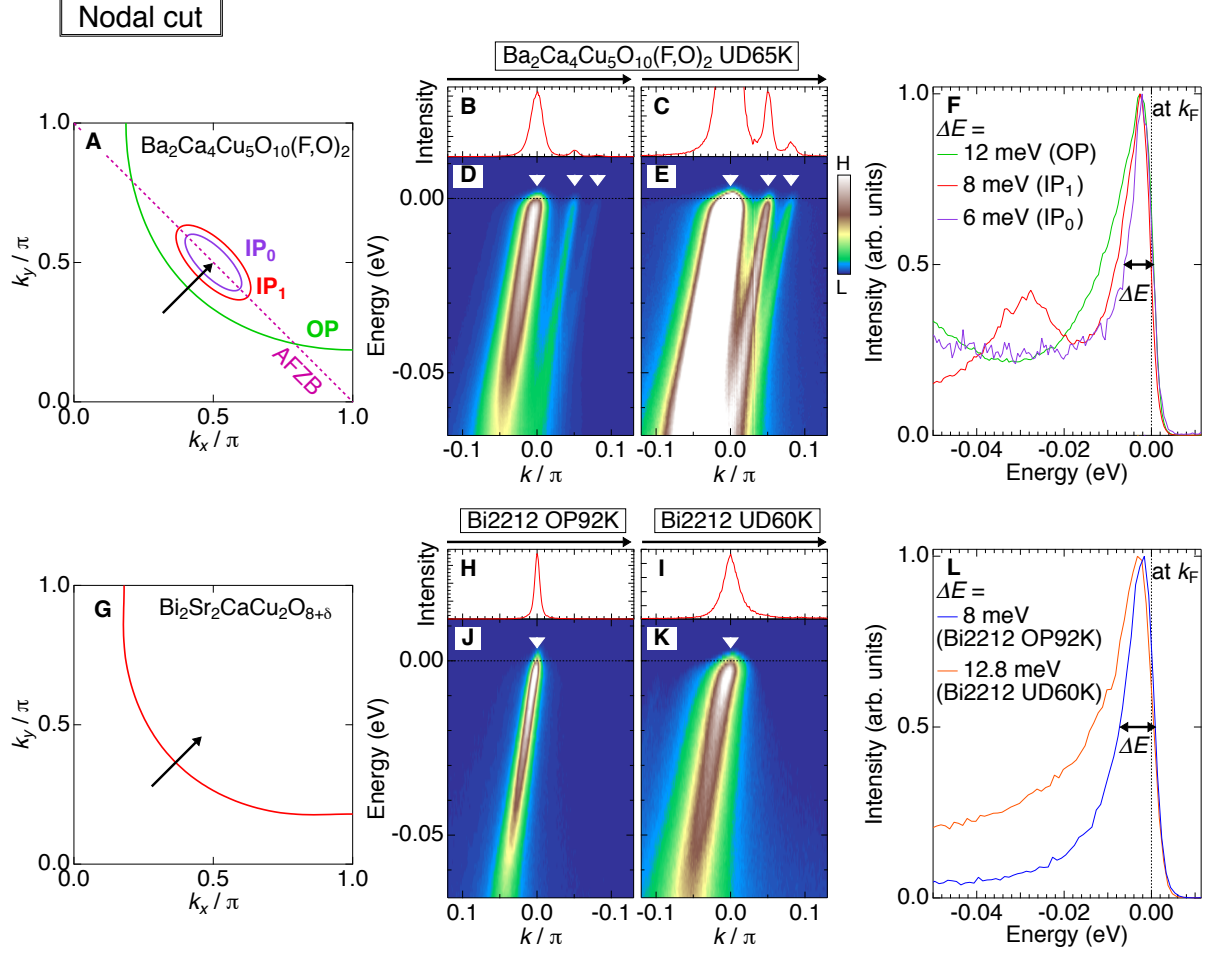 Nodal cut
Ba2Ca4Cu5O10(F,O)2 UD65K
A
Ba2Ca4Cu5O10(F,O)2
1.0
0.5
0.0
ky / π
0.0
0.5
1.0
kx / π
IP0
IP1
OP
AFZB
B
C
Intensity
D
E
H
L
0.00
-0.05
Energy (eV)
-0.1
0.0
0.1
k / π
-0.1
0.0
0.1
k / π
F
at kF
ΔE =
12 meV (OP)
8 meV (IP1)
6 meV (IP0)
ΔE
1.0
0.5
0.0
Intensity (arb. units)
-0.04
-0.02
0.00
Energy (eV)
G
Bi2Sr2CaCu2O8+δ
1.0
0.5
0.0
ky / π
0.0
0.5
1.0
kx / π
Bi2212 OP92K
Bi2212 UD60K
H
I
Intensity
J
K
0.00
-0.05
Energy (eV)
0.1
0.0
-0.1
k / π
-0.1
0.0
0.1
k / π
L
at kF
ΔE =
8 meV
(Bi2212 OP92K)
12.8 meV
(Bi2212 UD60K)
ΔE
1.0
0.5
0.0
Intensity (arb. units)
-0.04
-0.02
0.00
Energy (eV)